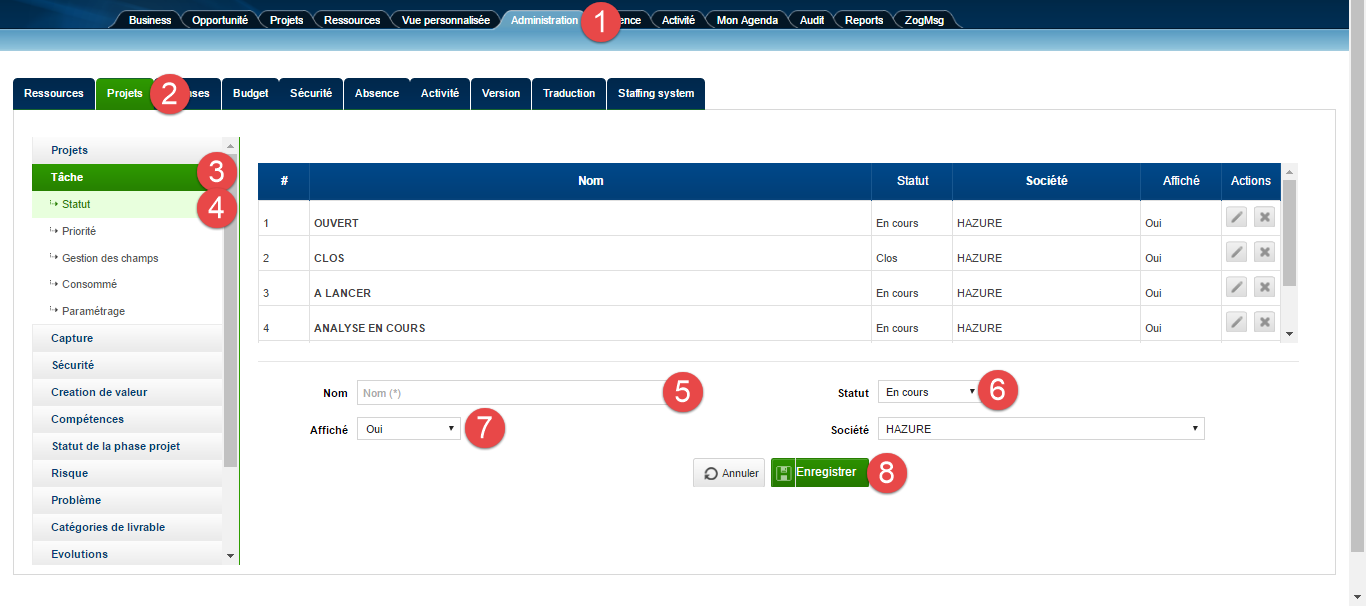 Business Opportunité Projets Ressources Vue personnalisée Administration 1 ence Activité Mon Agenda Audit Reports ZogMsg
Ressources Projets 2 ses Budget Sécurité Absence Activité Version Traduction Staffing system
Projets
Tâche 3
Statut 4
Priorité
Gestion des champs
Consommé
Paramétrage
Capture
Sécurité
Creation de valeur
Compétences
Statut de la phase projet
Risque
Problème
Catégories de livrable
Evolutions
# Nom Statut Société Affiché Actions
1 OUVERT En cours HAZURE Oui
2 CLOS Clos HAZURE Oui
3 A LANCER En cours HAZURE Oui
4 ANALYSE EN COURS En cours HAZURE Oui
Nom Nom (*) 5 Statut En cours 6
Affiché Oui 7 Société HAZURE
Annuler Enregistrer 8